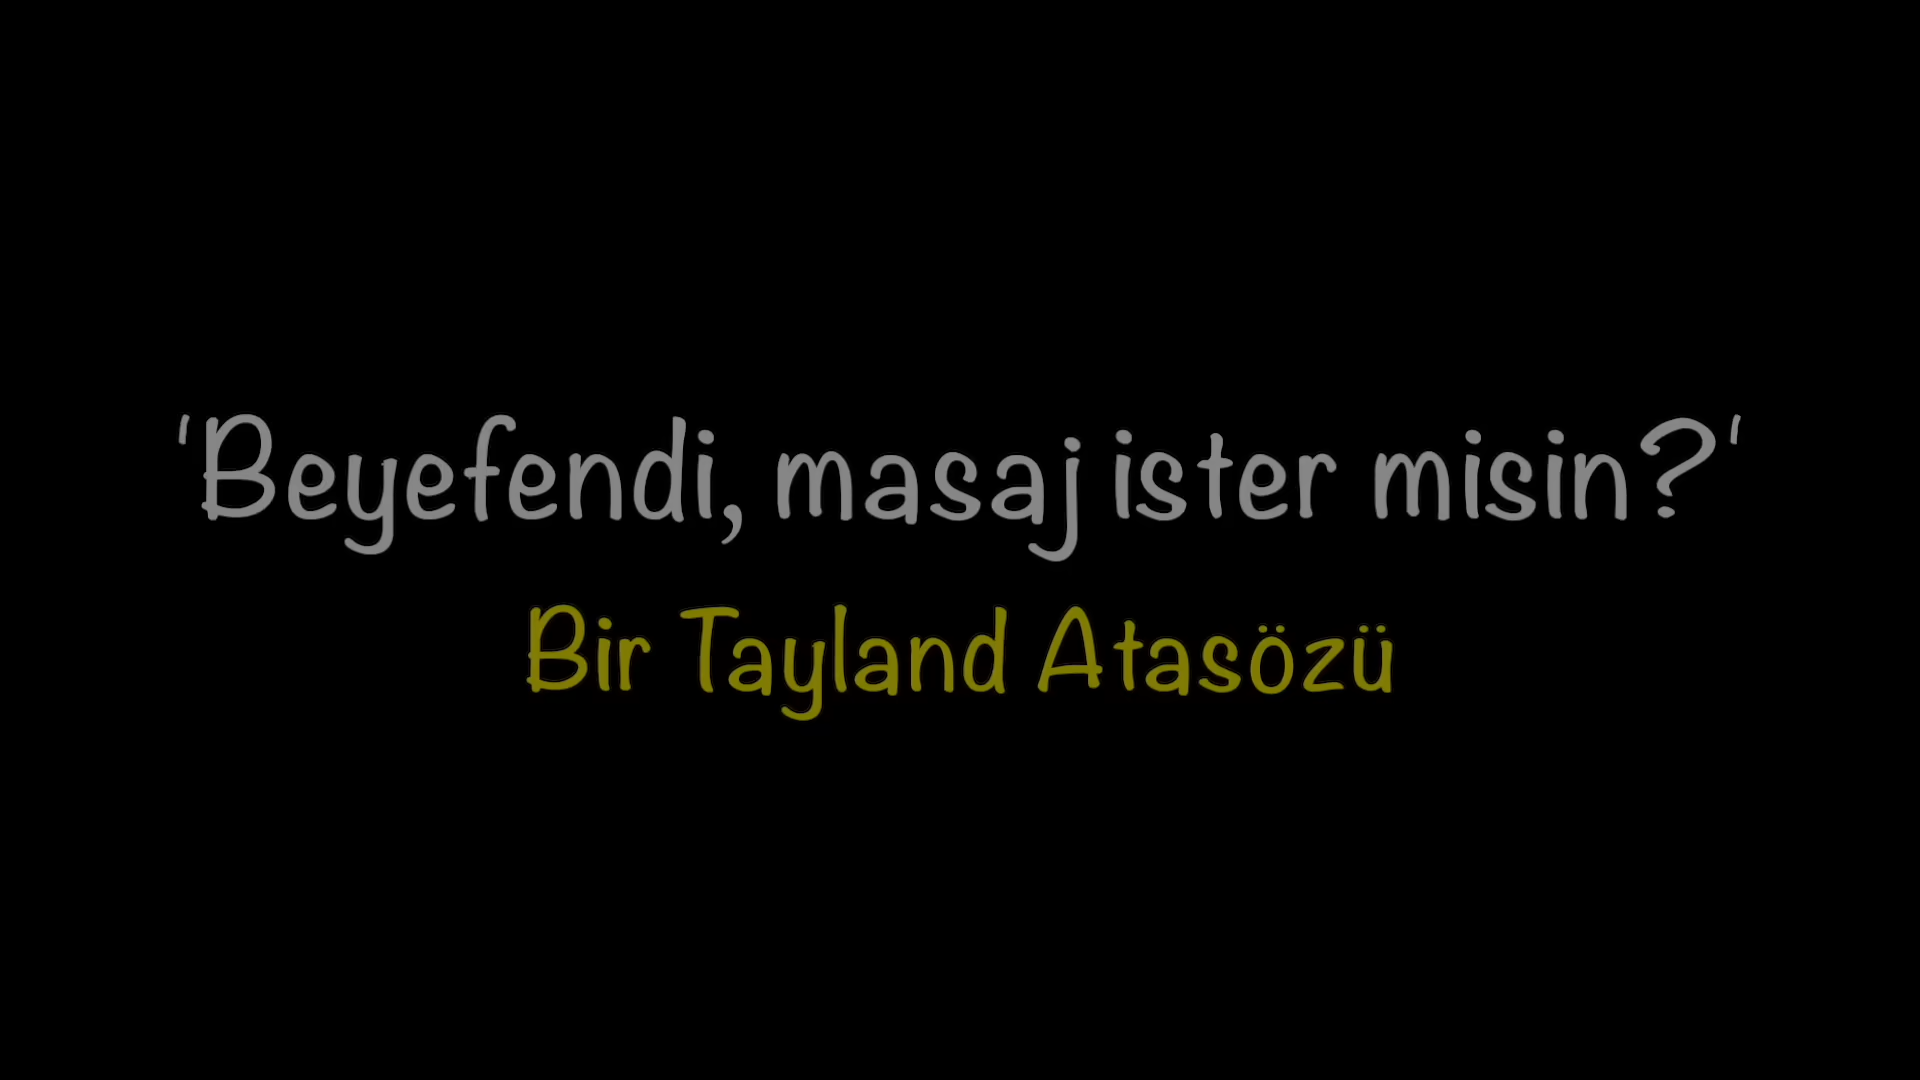 'Beyefendi, masaj ister misin?'
Bir Tayland Atasözü